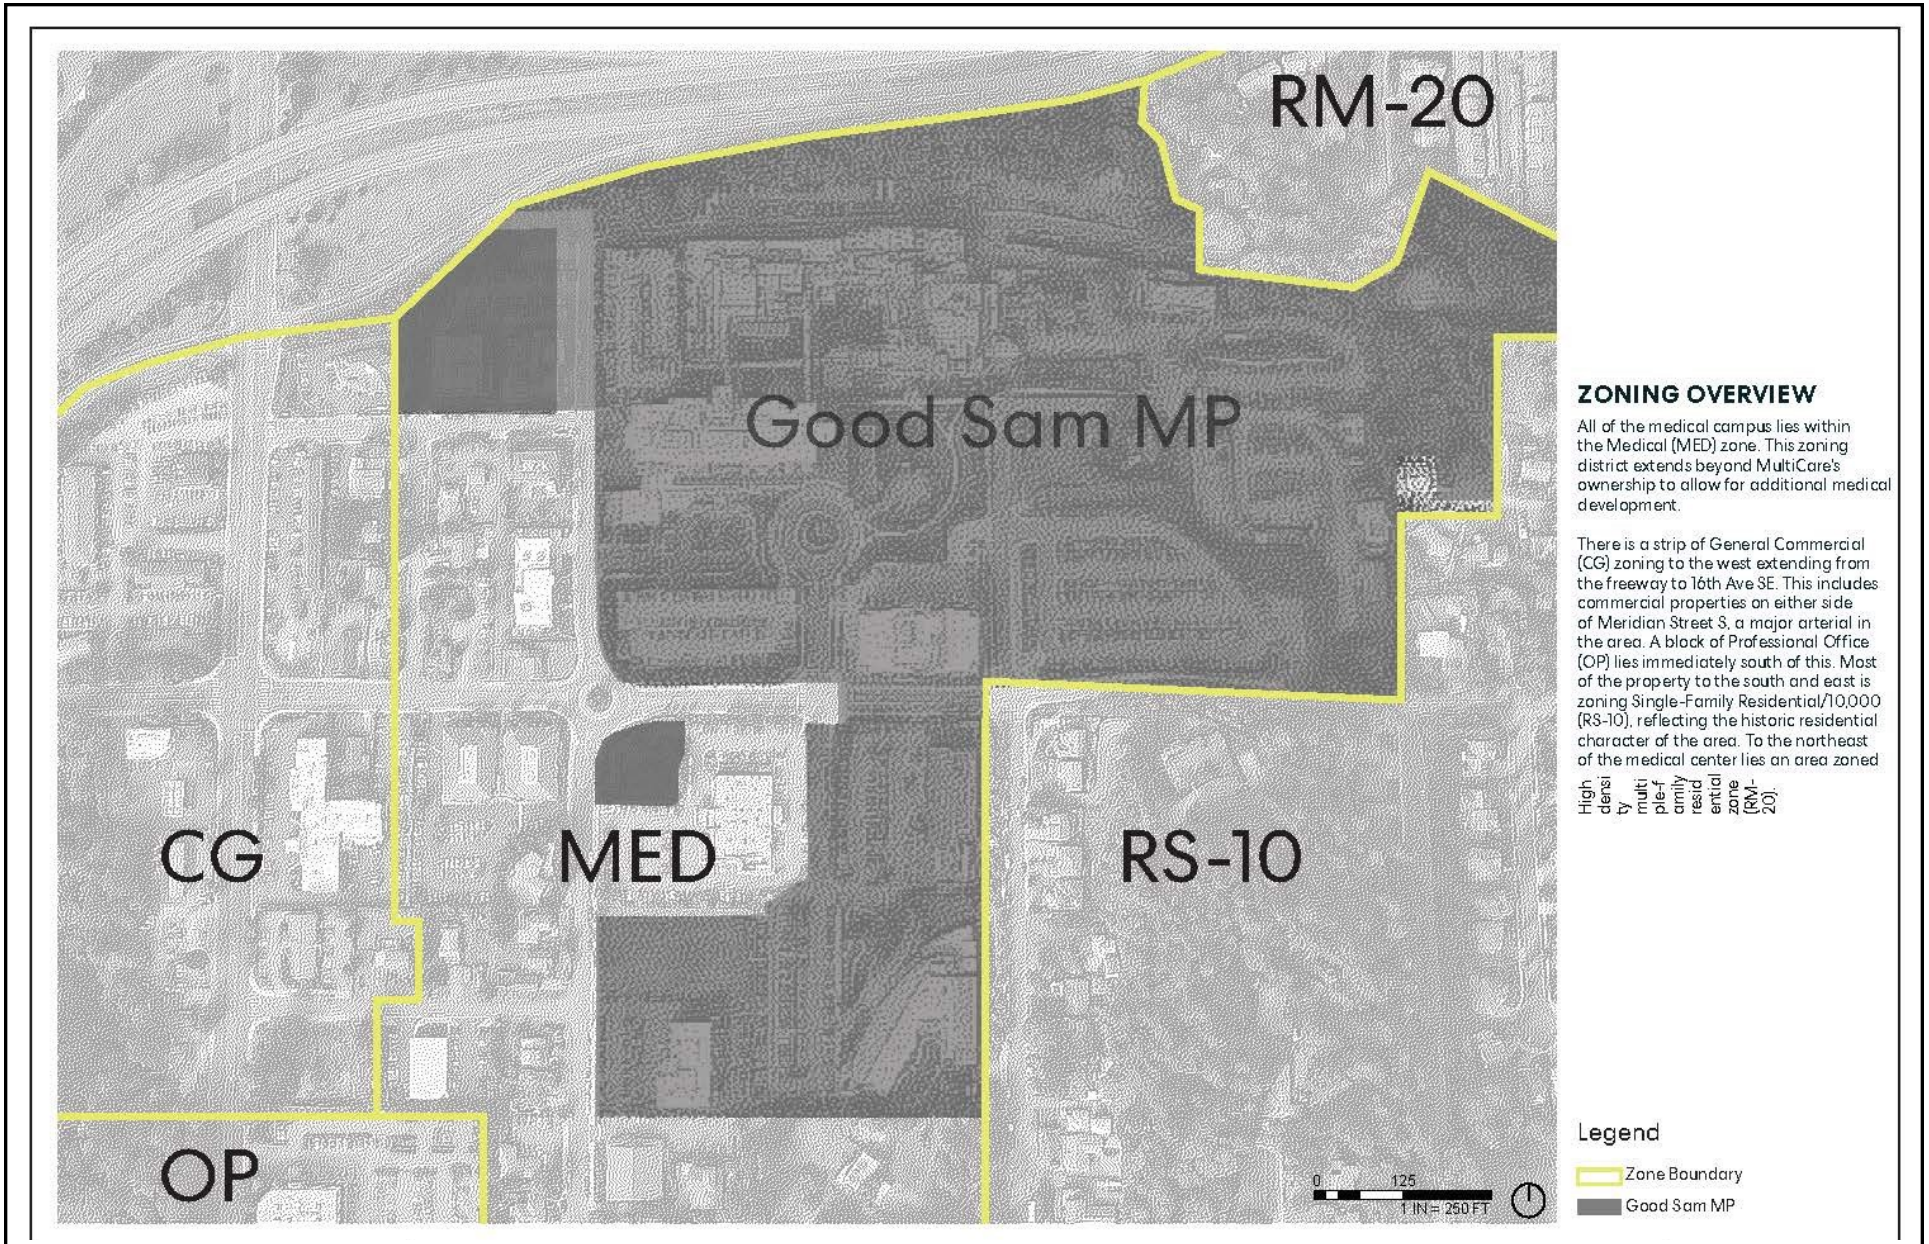 RM-20
Good Sam MP
CG
MED
RS-10
OP
0 125
1 IN = 250 FT
ZONING OVERVIEW
All of the medical campus lies within
the Medical (MED) zone. This zoning
district extends beyond MultiCare's
ownership to allow for additional medical
development.
There is a strip of General Commercial
(CG) zoning to the west extending from
the freeway to 16th Ave SE. This includes
commercial properties on either side
of Meridian Street S, a major arterial in
the area. A block of Professional Office
(OP) lies immediately south of this. Most
of the property to the south and east is
zoning Single-Family Residential/10,000
(RS-10), reflecting the historic residential
character of the area. To the northeast
of the medical center lies an area zoned
High
densi
ty
multi
ple-f
amily
resid
ential
zone
(RM-
20).
Legend
Zone Boundary
Good Sam MP